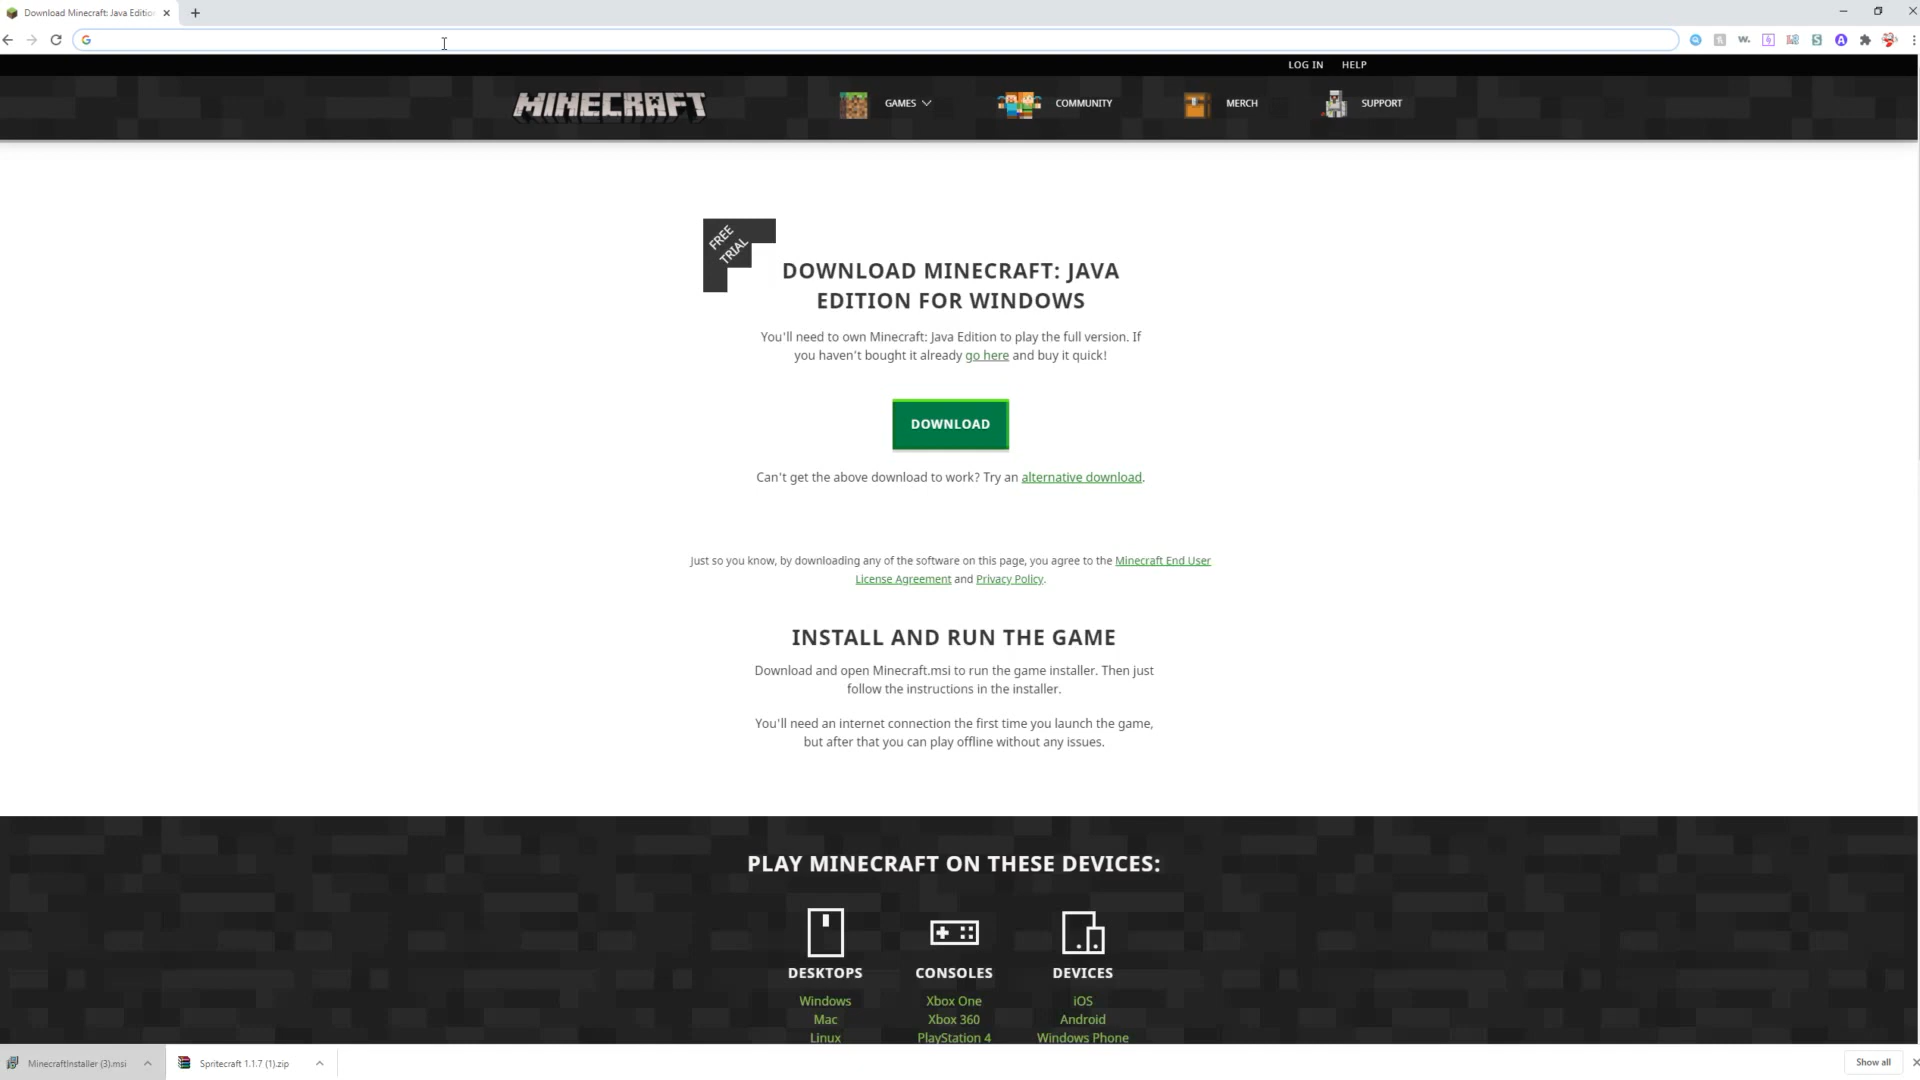 Download Minecraft: Java Editio
LOG IN HELP
MINECRAFT GAMES COMMUNITY MERCH SUPPORT
FREE
TRIAL
DOWNLOAD MINECRAFT: JAVA
EDITION FOR WINDOWS
You'll need to own Minecraft: Java Edition to play the full version. If
you haven't bought it already go here and buy it quick!
DOWNLOAD
Can't get the above download to work? Try an alternative download.
Just so you know, by downloading any of the software on this page, you agree to the Minecraft End User
License Agreement and Privacy Policy.
INSTALL AND RUN THE GAME
Download and open Minecraft.msi to run the game installer. Then just
follow the instructions in the installer.
You'll need an internet connection the first time you launch the game,
but after that you can play offline without any issues.
PLAY MINECRAFT ON THESE DEVICES:
DESKTOPS CONSOLES DEVICES
Windows Xbox One iOS
Mac Xbox 360 Android
Linux PlayStation 4 Windows Phone
MinecraftInstaller (3).msi Spritecraft 1.1.7 (1).zip Show all